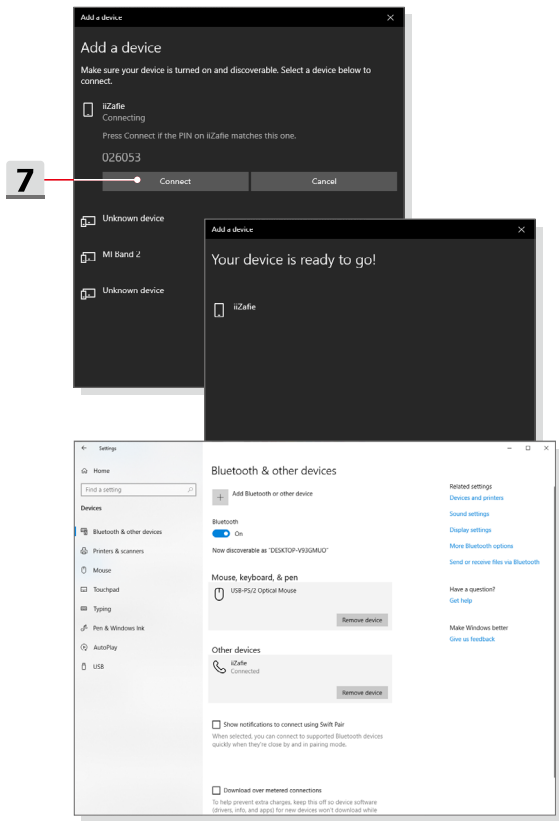 Add a device
Add a device
Make sure your device is turned on and discoverable. Select a device below to
connect.
iiZafie
Connecting
Press Connect if the PIN on iiZafie matches this one.
026053
7
Connect Cancel
Unknown device
MI Band 2
Unknown device
Add a device
Your device is ready to go!
iiZafie
Settings
Home
Find a setting
Devices
Bluetooth & other devices
Printers & scanners
Mouse
Touchpad
Typing
Pen & Windows Ink
AutoPlay
USB
Bluetooth & other devices
Add Bluetooth or other device
Bluetooth
On
Now discoverable as "DESKTOP-V93GMUO"
Mouse, keyboard, & pen
USB-PS/2 Optical Mouse
Remove device
Other devices
iiZafie
Connected
Remove device
Show notifications to connect using Swift Pair
When selected, you can connect to supported Bluetooth devices
quickly when they're close by and in pairing mode.
Download over metered connections
To help prevent extra charges, keep this off so device software
(drivers, info, and apps) for new devices won't download while
Related settings
Devices and printers
Sound settings
Display settings
More Bluetooth options
Send or receive files via Bluetooth
Have a question?
Get help
Make Windows better
Give us feedback